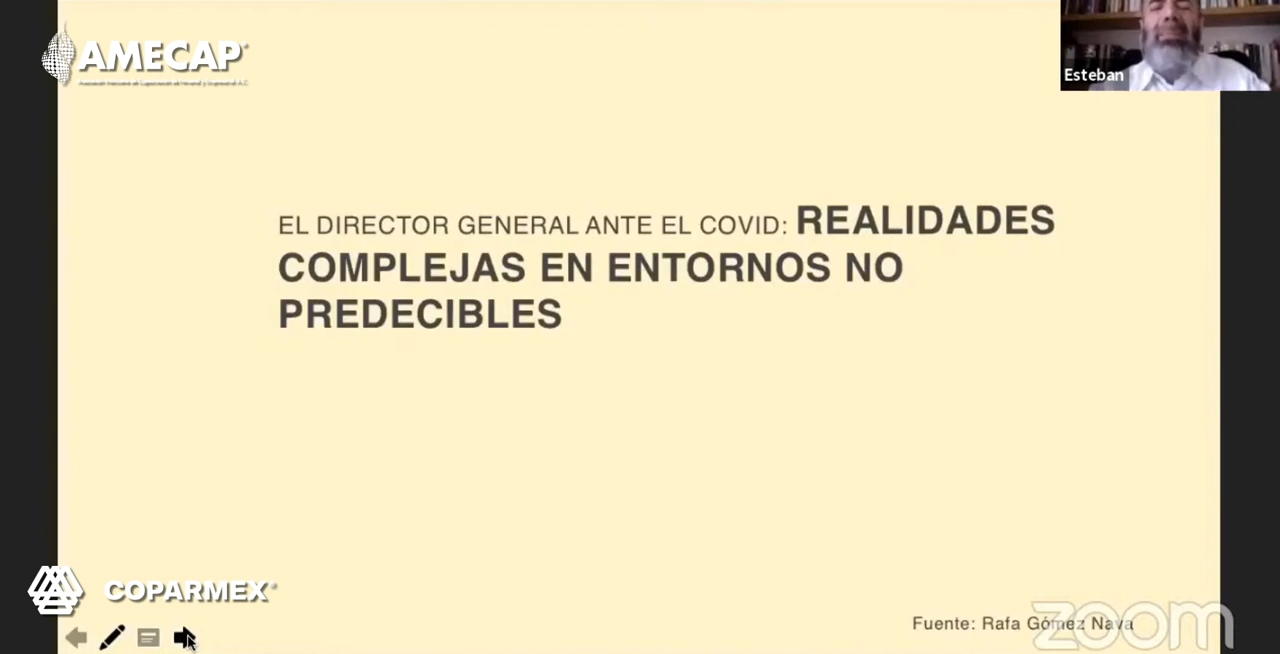 AMECAP
Esteban
EL DIRECTOR GENERAL ANTE EL COVID: REALIDADES
COMPLEJAS EN ENTORNOS NO
PREDECIBLES
COPARMEX
Fuente: Rafa Gómez Nava
zoom